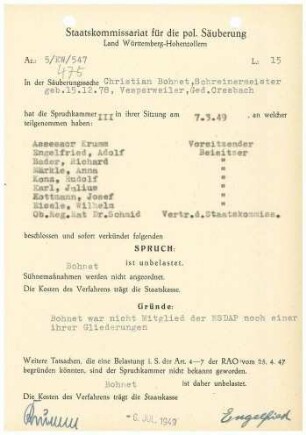 Staatskommissariat für die pol. Säuberung
Land Württemberg-Hohenzollern
Az.: 5/KW/547 L. 15
475
In der Säuberungssache Christian Bohnet, Schreinermeister
geb.15.12.78, Vesperweiler, Ged. Cresbach
hat die Spruchkammer III in ihrer Sitzung am 7.3.49 , an welcher
teilgenommen haben:
Assessor Krumm Vorsitzender
Engelfried, Adolf Beisitzer
Bader, Richard "
Märkle, Anna "
Kans, Rudolf "
Karl, Julius "
Kottmann, Josef "
Eisele, Wilhelm "
Ob.Reg.Rat Dr.Schmid Vertr.d.Staatskommiss.
beschlossen und sofort verkündet folgenden
SPRUCH:
Bohnet ist unbelastet.
Sühnemaßnahmen werden nicht angeordnet.
Die Kosten des Verfahrens trägt die Staatskasse.
Gründe:
Bohnet war nicht Mitglied der NSDAP noch einer
ihrer Gliederungen
Weitere Tatsachen, die eine Belastung i. S. der Art. 4–7 der RAO vom 25. 4. 47
begründen könnten, sind der Spruchkammer nicht bekannt geworden.
Bohnet ist daher unbelastet.
Die Kosten des Verfahrens trägt die Staatskasse
Krumm -6. JUL. 1949 Engelfried